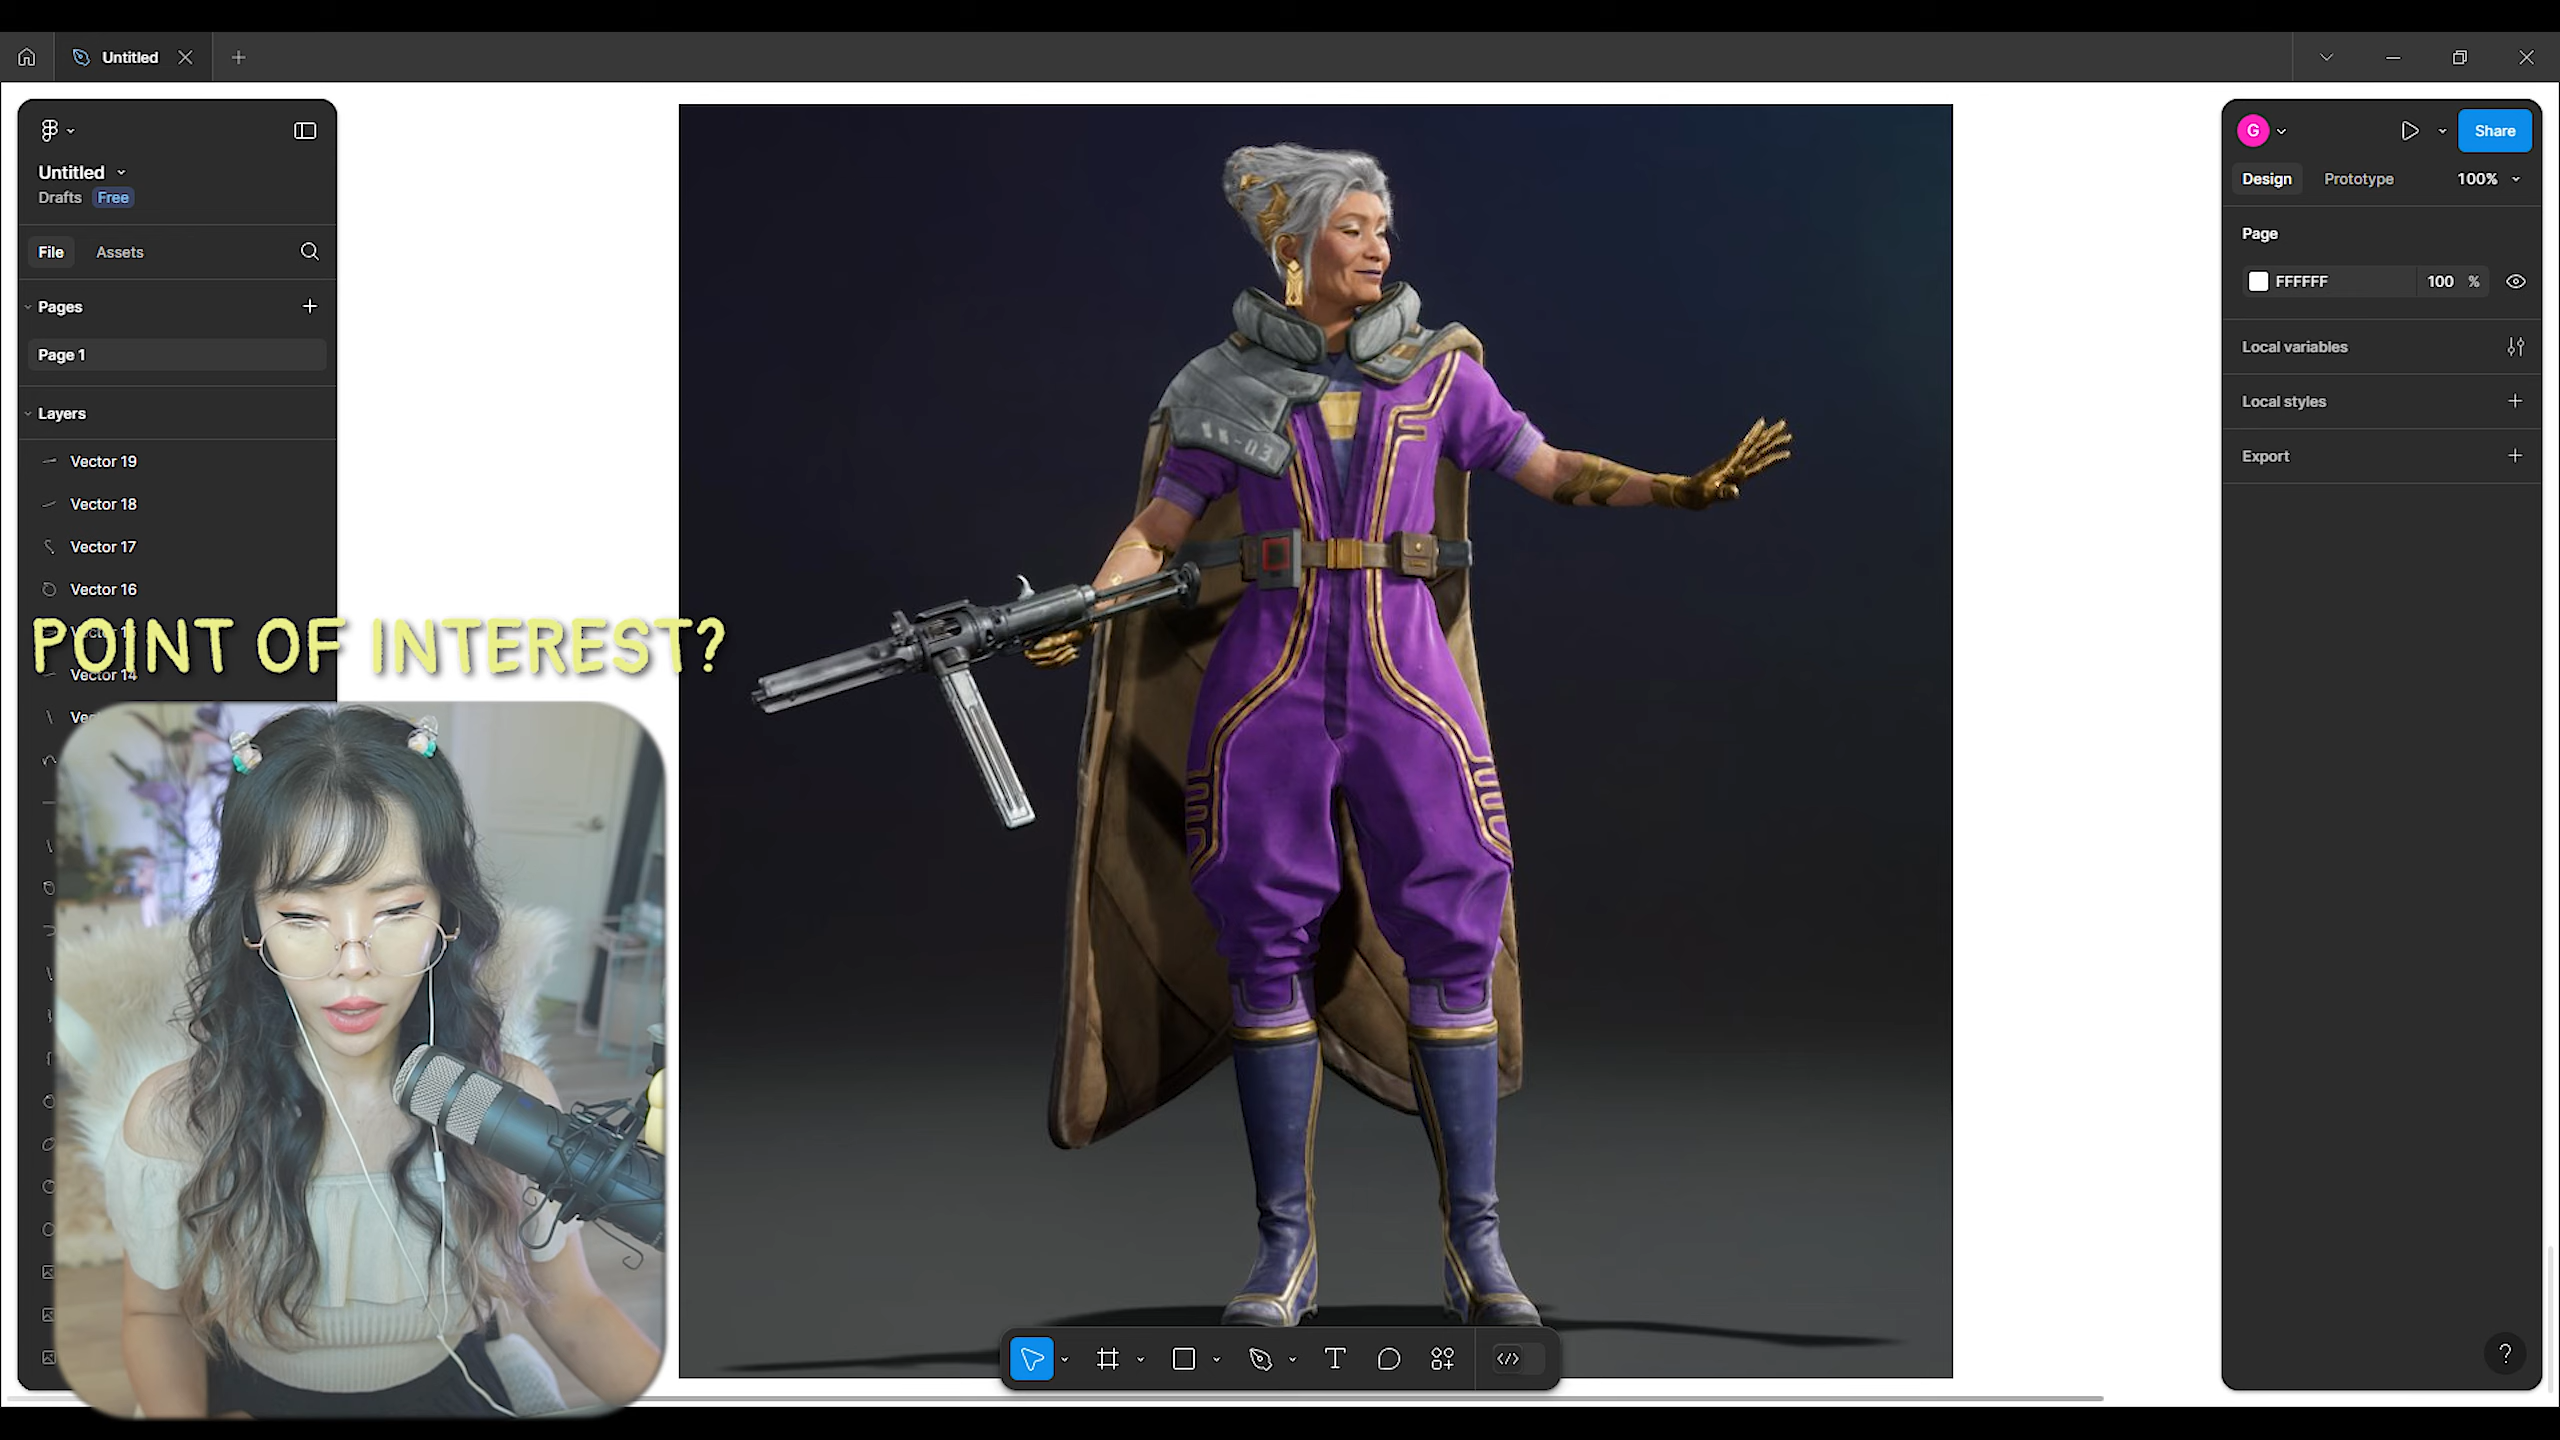 Untitled
Untitled
Drafts Free
File Assets
Pages
Page 1
Layers
Vector 19
Vector 18
Vector 17
Vector 16
POINT OF INTEREST?
Vector 14
G
Share
Design Prototype 100%
Page
FFFFFF 100 %
Local variables
Local styles
Export
?